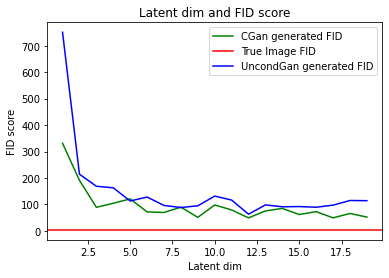 Latent dim and FID score
CGan generated FID
True Image FID
UncondGan generated FID
FID score
700
600
500
400
300
200
100
0
2.5 5.0 7.5 10.0 12.5 15.0 17.5
Latent dim